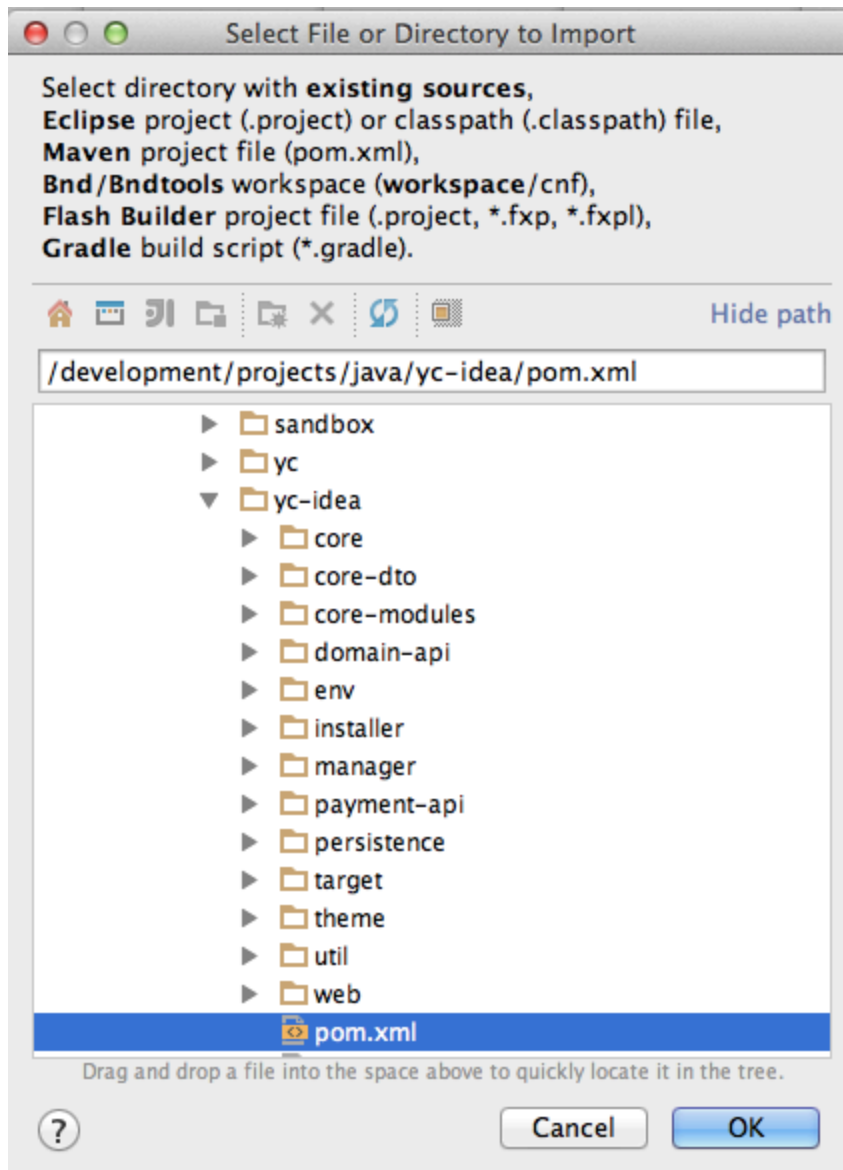 Select File or Directory to Import
Select directory with existing sources,
Eclipse project (.project) or classpath (.classpath) file,
Maven project file (pom.xml),
Bnd/Bndtools workspace (workspace/cnf),
Flash Builder project file (.project, *.fxp, *.fxpl),
Gradle build script (*.gradle).
Hide path
/development/projects/java/yc-idea/pom.xml
sandbox
yc
yc-idea
core
core-dto
core-modules
domain-api
env
installer
manager
payment-api
persistence
target
theme
util
web
pom.xml
Drag and drop a file into the space above to quickly locate it in the tree.
?
Cancel
OK